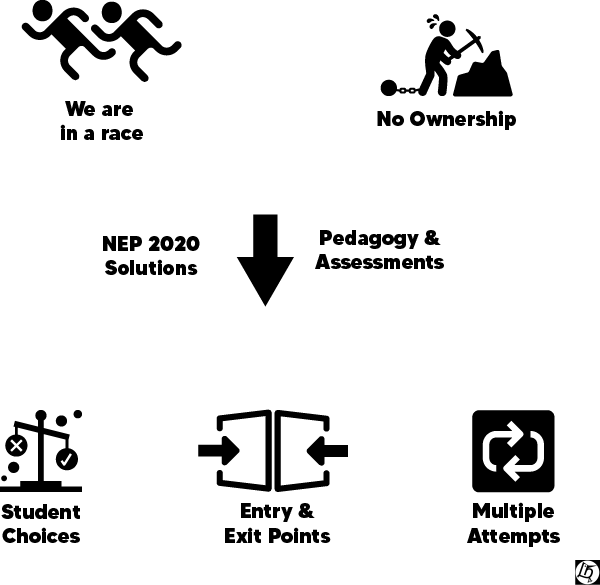 We are
in a race
No Ownership
NEP 2020
Solutions
Pedagogy &
Assessments
Student
Choices
Entry &
Exit Points
Multiple
Attempts